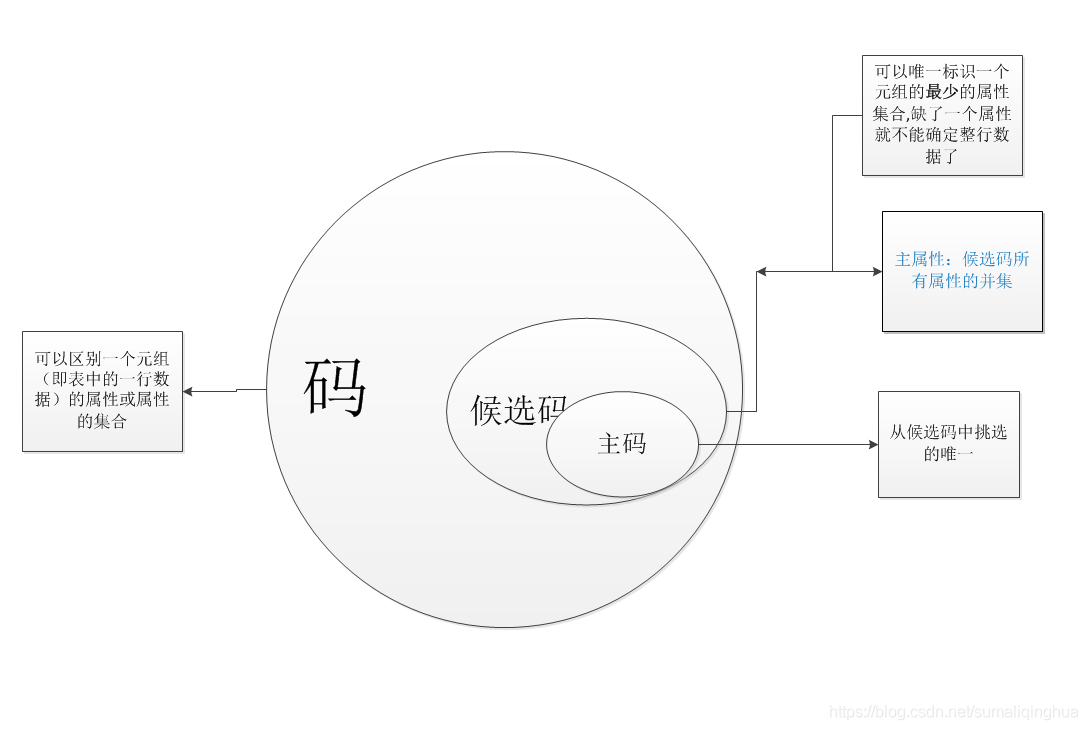 可以唯一标识一个
元组的最少的属性
集合,缺了一个属性
就不能确定整行数
据了
主属性：候选码所
有属性的并集
可以区别一个元组
（即表中的一行数
据）的属性或属性
的集合
码
候选码
主码
从候选码中挑选
的唯一
https://blog.csdn.net/sumaliqinghua